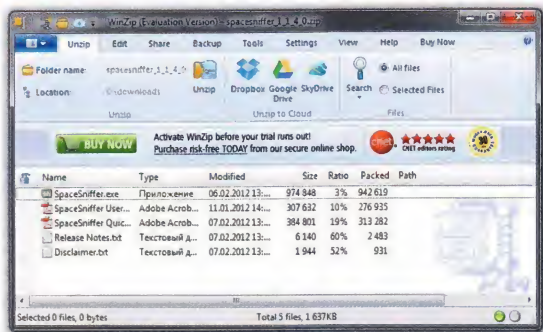 WinZip (Evaluation Version) - spacesniffer_1_1_4_0.zip
Unzip Edit Share Backup Tools Settings View Help Buy Now
Folder name: spacesniffer_1_1_4_0
Location:
Unzip
Dropbox Google Drive SkyDrive
Search
All files
Selected Files
Unzip Unzip to Cloud Files
BUY NOW
Activate WinZip before your trial runs out!
Purchase risk-free TODAY from our secure online shop.
cnet
CNET editors rating
Name Type Modified Size Ratio Packed Path
SpaceSniffer.exe Приложение 06.02.2012 13:... 974 848 3% 942 619
SpaceSniffer User... Adobe Acrob... 11.01.2012 14:... 307 632 10% 276 935
SpaceSniffer Quic... Adobe Acrob... 07.02.2012 13:... 384 801 19% 313 282
Release Notes.txt Текстовый д... 07.02.2012 13:... 6 140 60% 2 483
Disclaimer.txt Текстовый д... 07.02.2012 13:... 1 944 52% 931
Selected 0 files, 0 bytes Total 5 files, 1 637KB